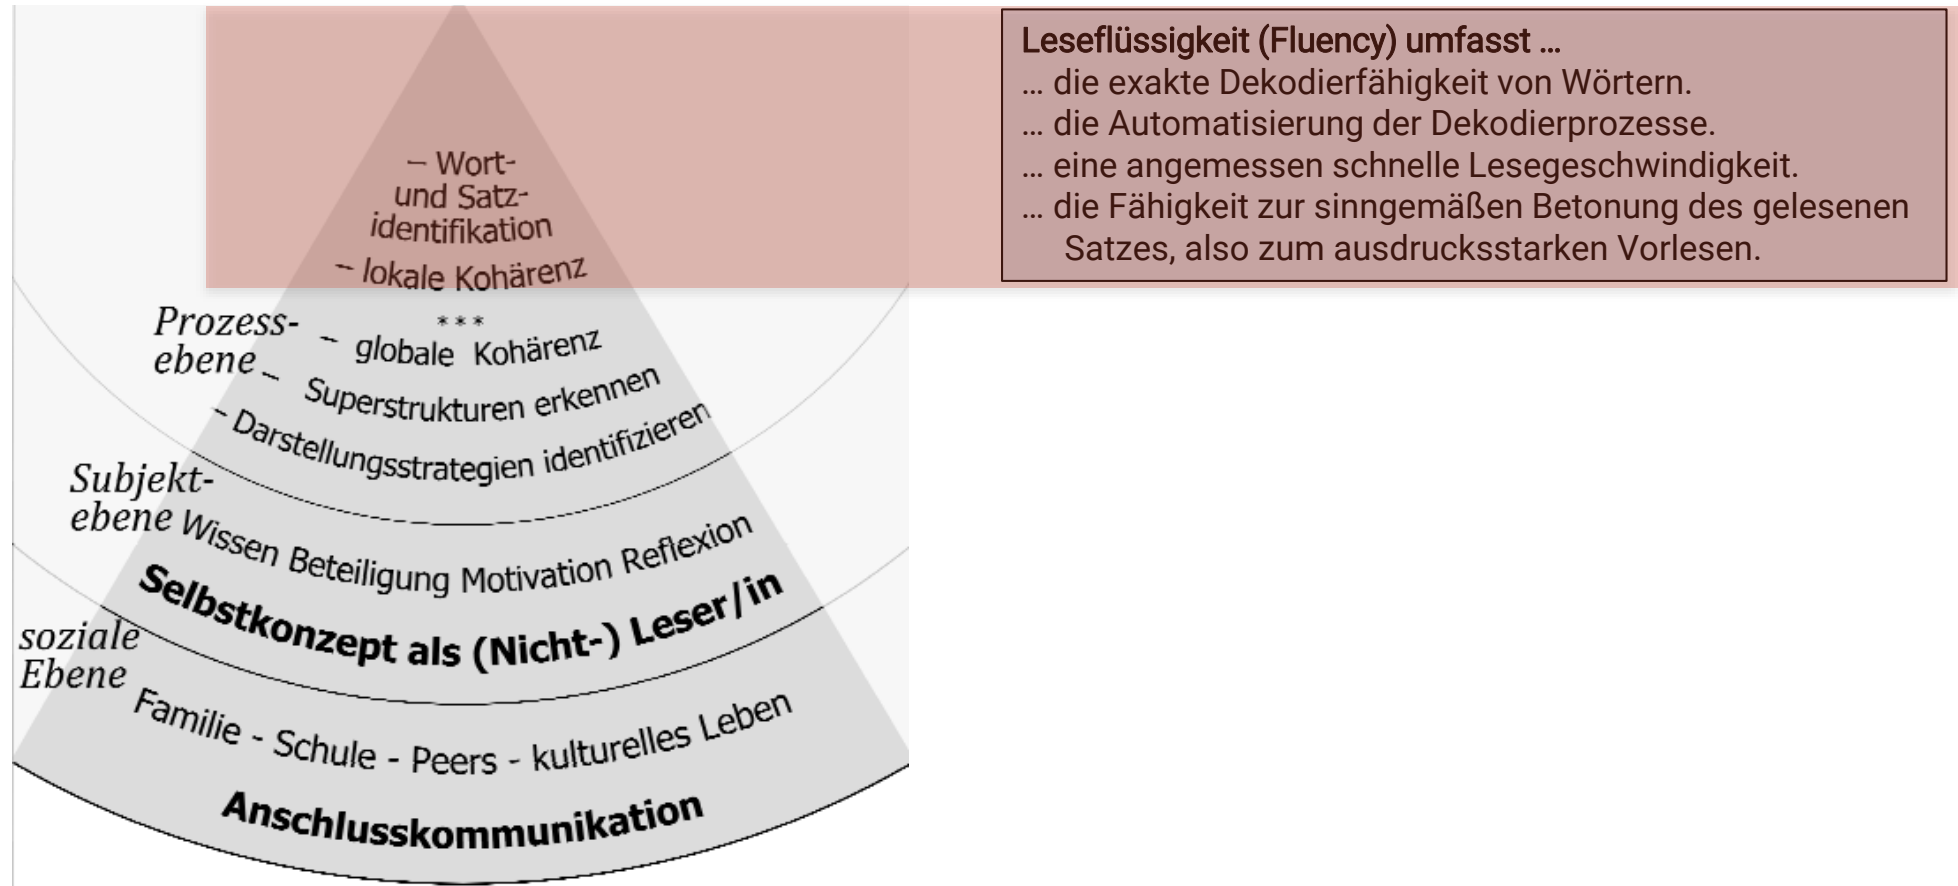 Leseflüssigkeit (Fluency) umfasst ...
... die exakte Dekodierfähigkeit von Wörtern.
... die Automatisierung der Dekodierprozesse.
... eine angemessen schnelle Lesegeschwindigkeit.
... die Fähigkeit zur sinngemäßen Betonung des gelesenen
Satzes, also zum ausdrucksstarken Vorlesen.
– Wort-
und Satz-
identifikation
– lokale Kohärenz
***
Prozess-
ebene
– globale Kohärenz
– Superstrukturen erkennen
– Darstellungsstrategien identifizieren
Subjekt-
ebene
Wissen Beteiligung Motivation Reflexion
Selbstkonzept als (Nicht-) Leser/in
soziale
Ebene
Familie - Schule - Peers - kulturelles Leben
Anschlusskommunikation